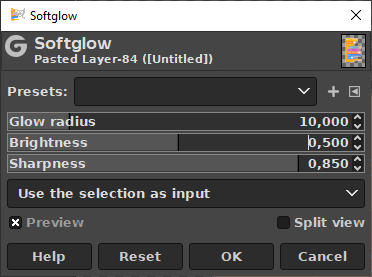 Softglow
Softglow
Pasted Layer-84 ([Untitled])
Presets:
Glow radius 10,000
Brightness 0,500
Sharpness 0,850
Use the selection as input
Preview Split view
Help Reset OK Cancel